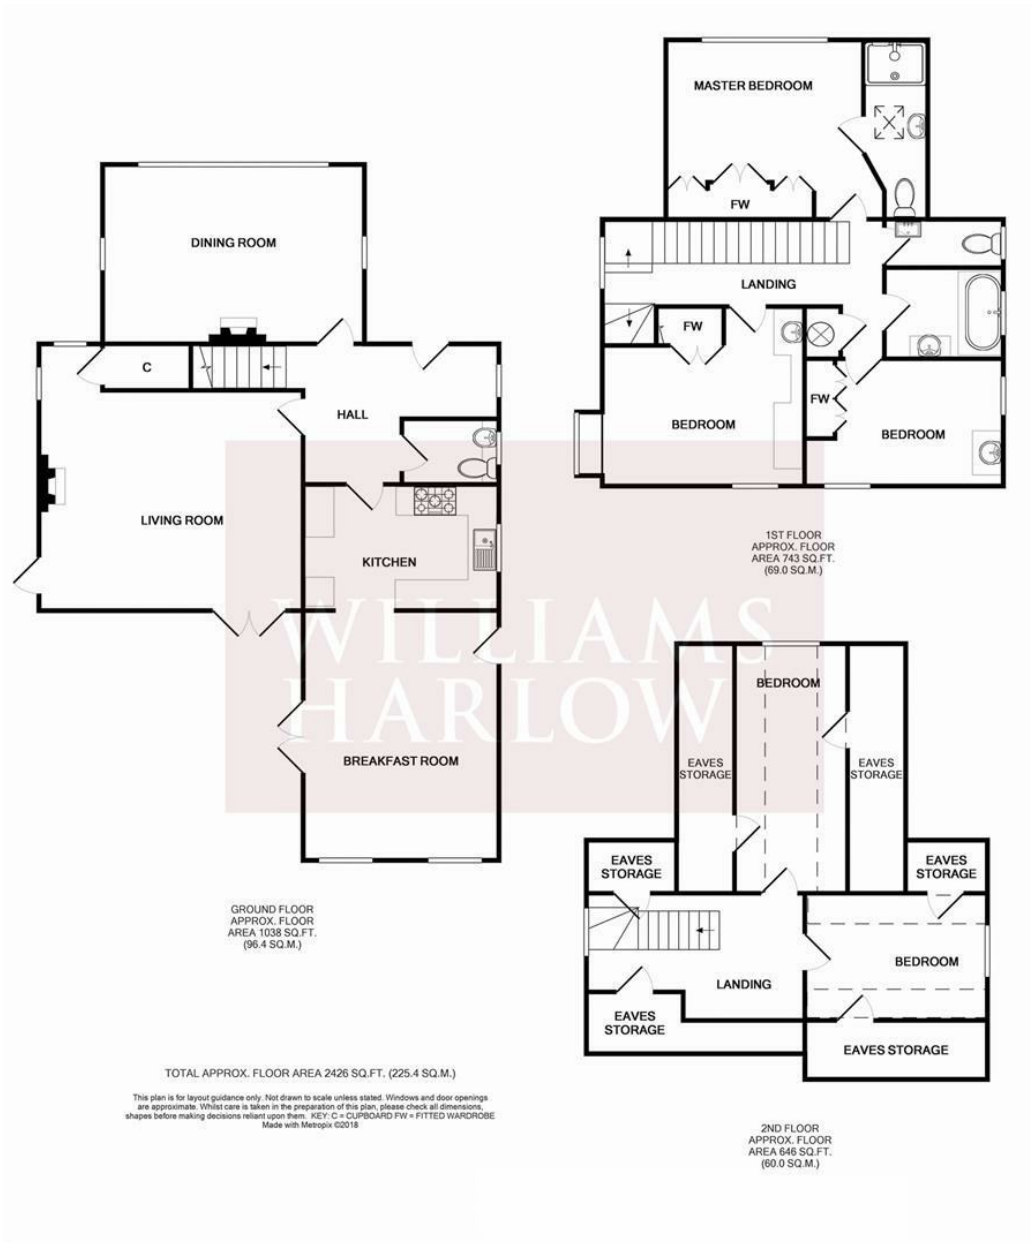 MASTER BEDROOM
FW
DINING ROOM
LANDING
FW
C
HALL
BEDROOM
FW
BEDROOM
LIVING ROOM
KITCHEN
1ST FLOOR
APPROX. FLOOR
AREA 743 SQ.FT.
(69.0 SQ.M.)
WILLIAMS
HARLOW
BREAKFAST ROOM
BEDROOM
EAVES
STORAGE
EAVES
STORAGE
EAVES
STORAGE
EAVES
STORAGE
GROUND FLOOR
APPROX. FLOOR
AREA 1038 SQ.FT.
(96.4 SQ.M.)
BEDROOM
LANDING
EAVES
STORAGE
EAVES STORAGE
TOTAL APPROX. FLOOR AREA 2426 SQ.FT. (225.4 SQ.M.)
This plan is for layout guidance only. Not drawn to scale unless stated. Windows and door openings
are approximate. Whilst care is taken in the preparation of this plan, please check all dimensions,
shapes before making decisions reliant upon them. KEY: C = CUPBOARD FW = FITTED WARDROBE
Made with Metropix ©2018
2ND FLOOR
APPROX. FLOOR
AREA 646 SQ.FT.
(60.0 SQ.M.)